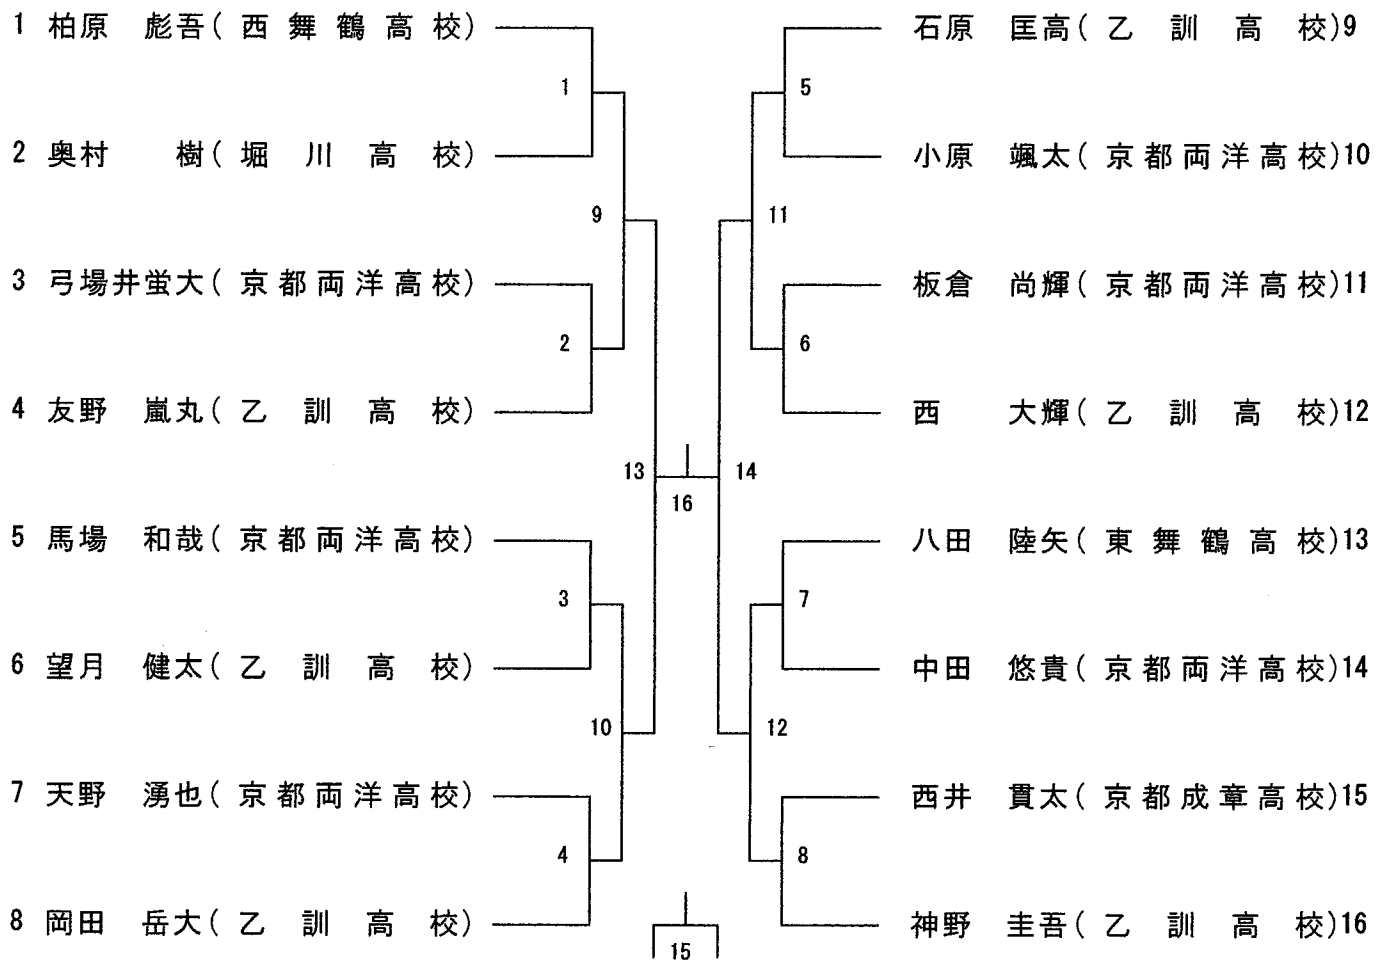 1 柏原 彪吾(西舞鶴高校)
石原 匡高(乙訓高校)9
1
5
2 奥村 樹(堀川高校)
小原 颯太(京都両洋高校)10
9
11
3 弓場井蛍大(京都両洋高校)
板倉 尚輝(京都両洋高校)11
2
6
4 友野 嵐丸(乙訓高校)
西 大輝(乙訓高校)12
13
14
16
5 馬場 和哉(京都両洋高校)
八田 陸矢(東舞鶴高校)13
3
7
6 望月 健太(乙訓高校)
中田 悠貴(京都両洋高校)14
10
12
7 天野 湧也(京都両洋高校)
西井 貫太(京都成章高校)15
4
8
8 岡田 岳大(乙訓高校)
神野 圭吾(乙訓高校)16
15